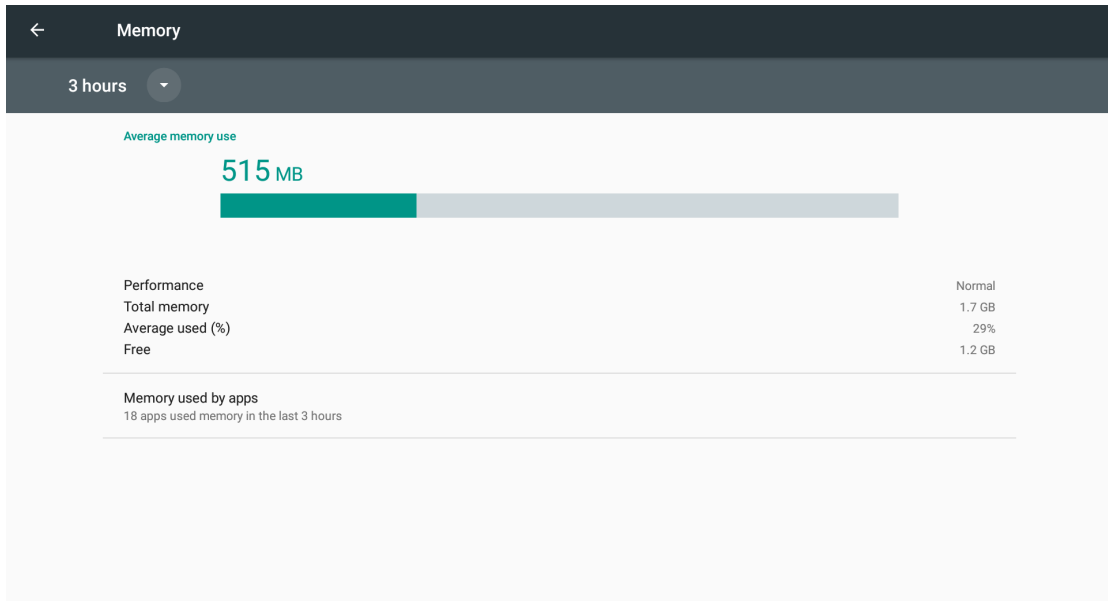 Memory
3 hours
Average memory use
515 MB
Performance Normal
Total memory 1.7 GB
Average used (%) 29%
Free 1.2 GB
Memory used by apps
18 apps used memory in the last 3 hours